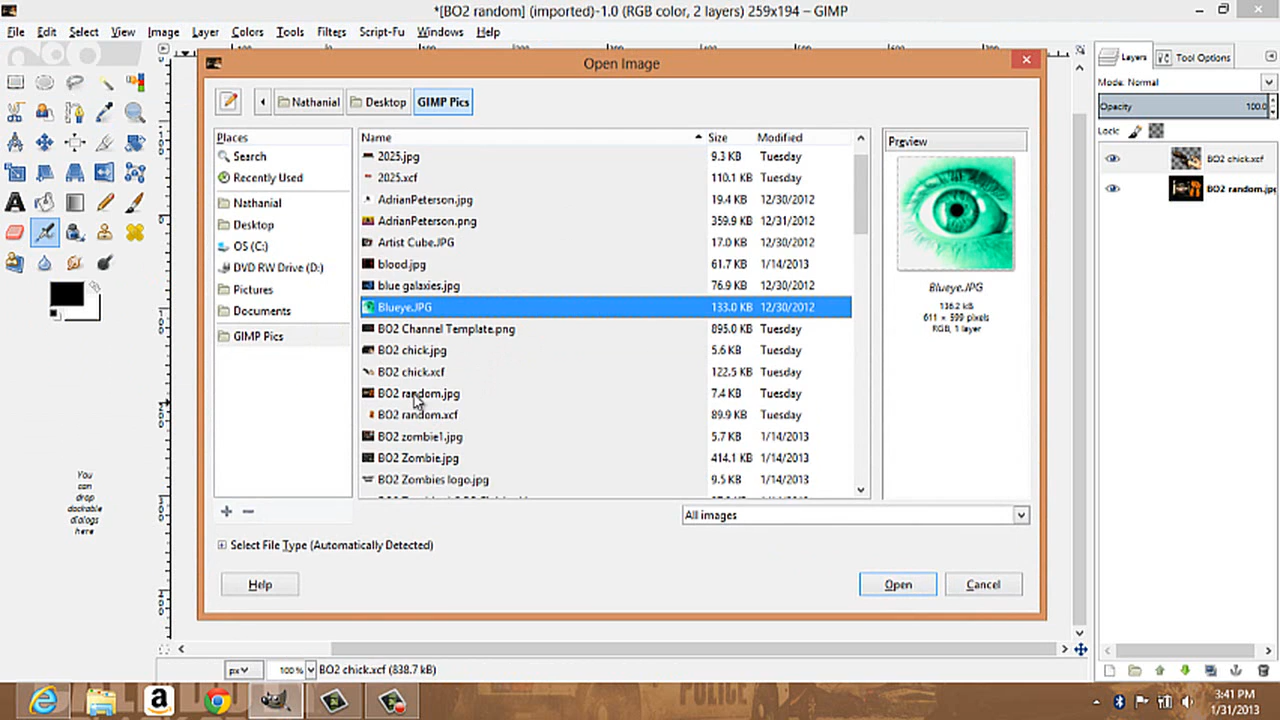 *[BO2 random] (imported)-1.0 (RGB color, 2 layers) 259x194 – GIMP
File Edit Select View Image Layer Colors Tools Filters Script-Fu Windows Help
Open Image
Nathanial Desktop GIMP Pics
Places
Search
Recently Used
Nathanial
Desktop
OS (C:)
DVD RW Drive (D:)
Pictures
Documents
GIMP Pics
Name Size Modified
2025.jpg 9.3 KB Tuesday
2025.xcf 110.1 KB Tuesday
AdrianPeterson.jpg 19.4 KB 12/30/2012
AdrianPeterson.png 359.9 KB 12/31/2012
Artist Cube.JPG 17.0 KB 12/30/2012
blood.jpg 61.7 KB 1/14/2013
blue galaxies.jpg 76.9 KB 12/30/2012
Blueye.JPG 133.0 KB 12/30/2012
BO2 Channel Template.png 895.0 KB Tuesday
BO2 chick.jpg 5.6 KB Tuesday
BO2 chick.xcf 122.5 KB Tuesday
BO2 random.jpg 7.4 KB Tuesday
BO2 random.xcf 89.9 KB Tuesday
BO2 zombie1.jpg 5.7 KB 1/14/2013
BO2 Zombie.jpg 414.1 KB 1/14/2013
BO2 Zombies logo.jpg 9.5 KB 1/14/2013
Preview
Blueye.JPG
136.2 kB
611 × 599 pixels
RGB, 1 layer
All images
Select File Type (Automatically Detected)
Help Open Cancel
Layers Tool Options
Mode: Normal
Opacity 100.0
Lock:
BO2 chick.xcf
BO2 random.jpg
You
can
drop
dockable
dialogs
here
px 100% BO2 chick.xcf (838.7 kB)
POLICE
3:41 PM
1/31/2013